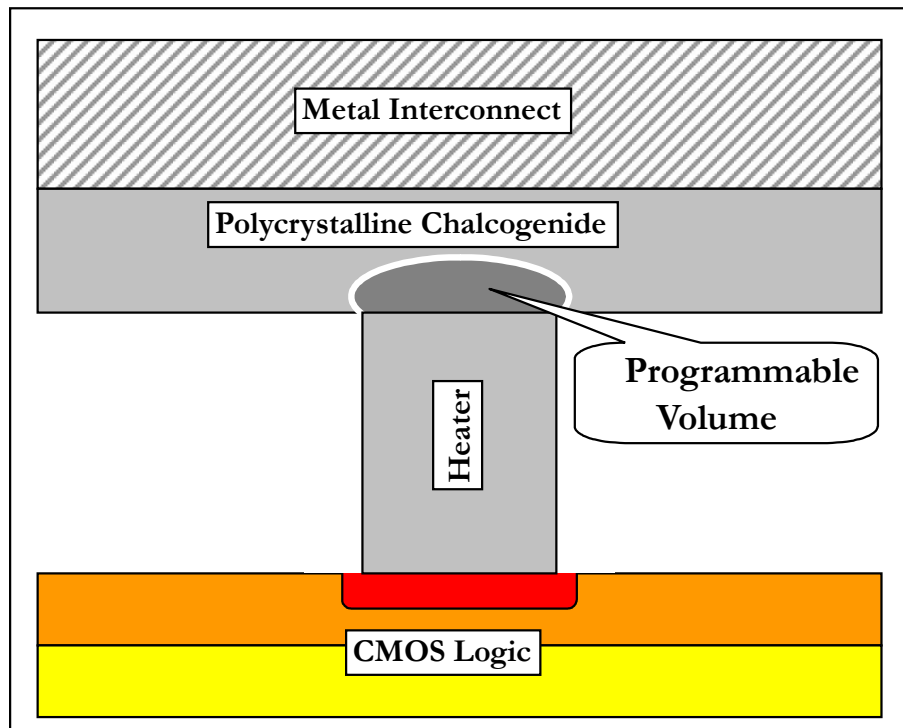 Metal Interconnect
Polycrystalline Chalcogenide
Programmable
Volume
Heater
CMOS Logic